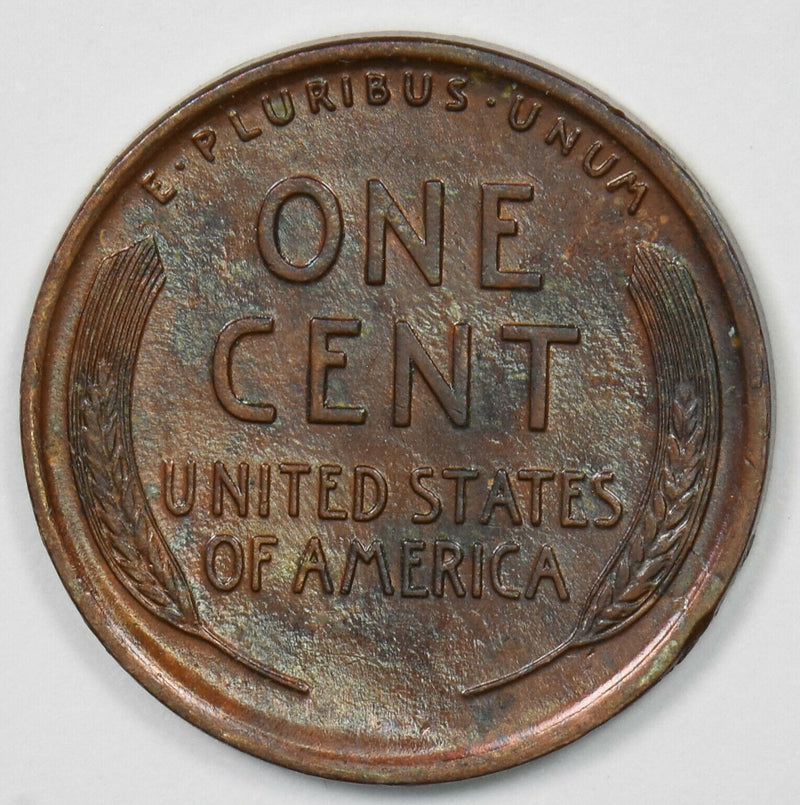 E·PLURIBUS·UNUM
ONE
CENT
UNITED STATES
OF AMERICA